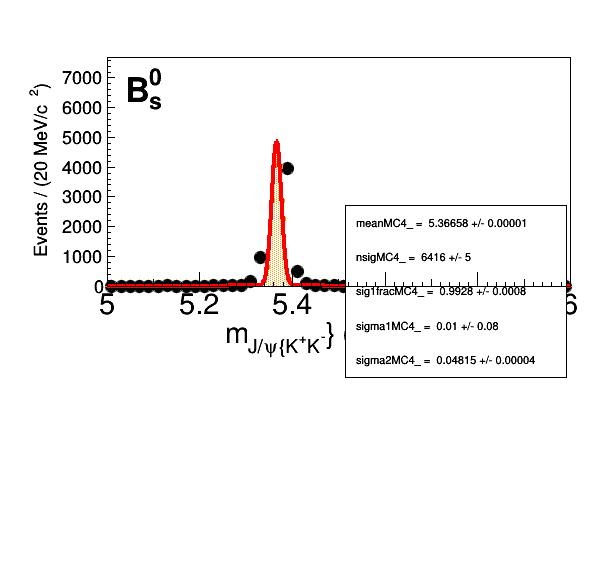 B⁰ₛ
Events / (20 MeV/c ²)
7000
6000
5000
4000
3000
2000
1000
0
5 5.2 5.4 6
m_J/ψ{K⁺K⁻} (
meanMC4_ = 5.36658 +/- 0.00001
nsigMC4_ = 6416 +/- 5
sig1fracMC4_ = 0.9928 +/- 0.0008
sigma1MC4_ = 0.01 +/- 0.08
sigma2MC4_ = 0.04815 +/- 0.00004